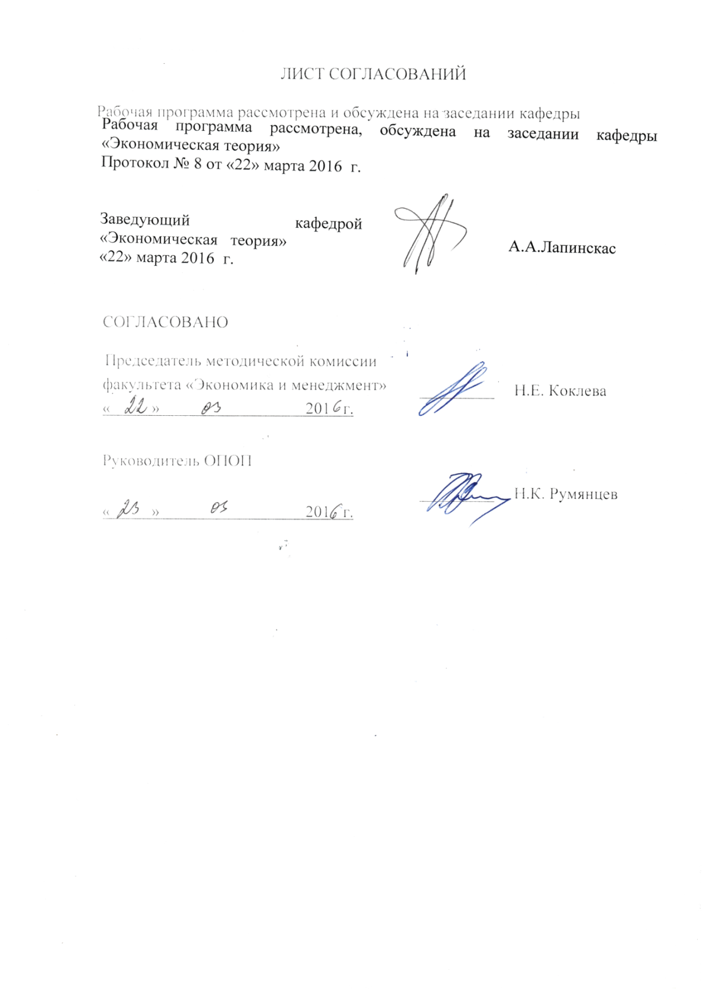 ЛИСТ СОГЛАСОВАНИЙ
Рабочая программа рассмотрена и обсуждена на заседании кафедры
Рабочая программа рассмотрена, обсуждена на заседании кафедры
«Экономическая теория»
Протокол № 8 от «22» марта 2016 г.
Заведующий кафедрой
«Экономическая теория»
«22» марта 2016 г.
А.А.Лапинскас
СОГЛАСОВАНО
Председатель методической комиссии
факультета «Экономика и менеджмент»
Н.Е. Коклева
« 22 » 03 2016 г.
Руководитель ОПОП
Н.К. Румянцев
« 23 » 03 2016 г.